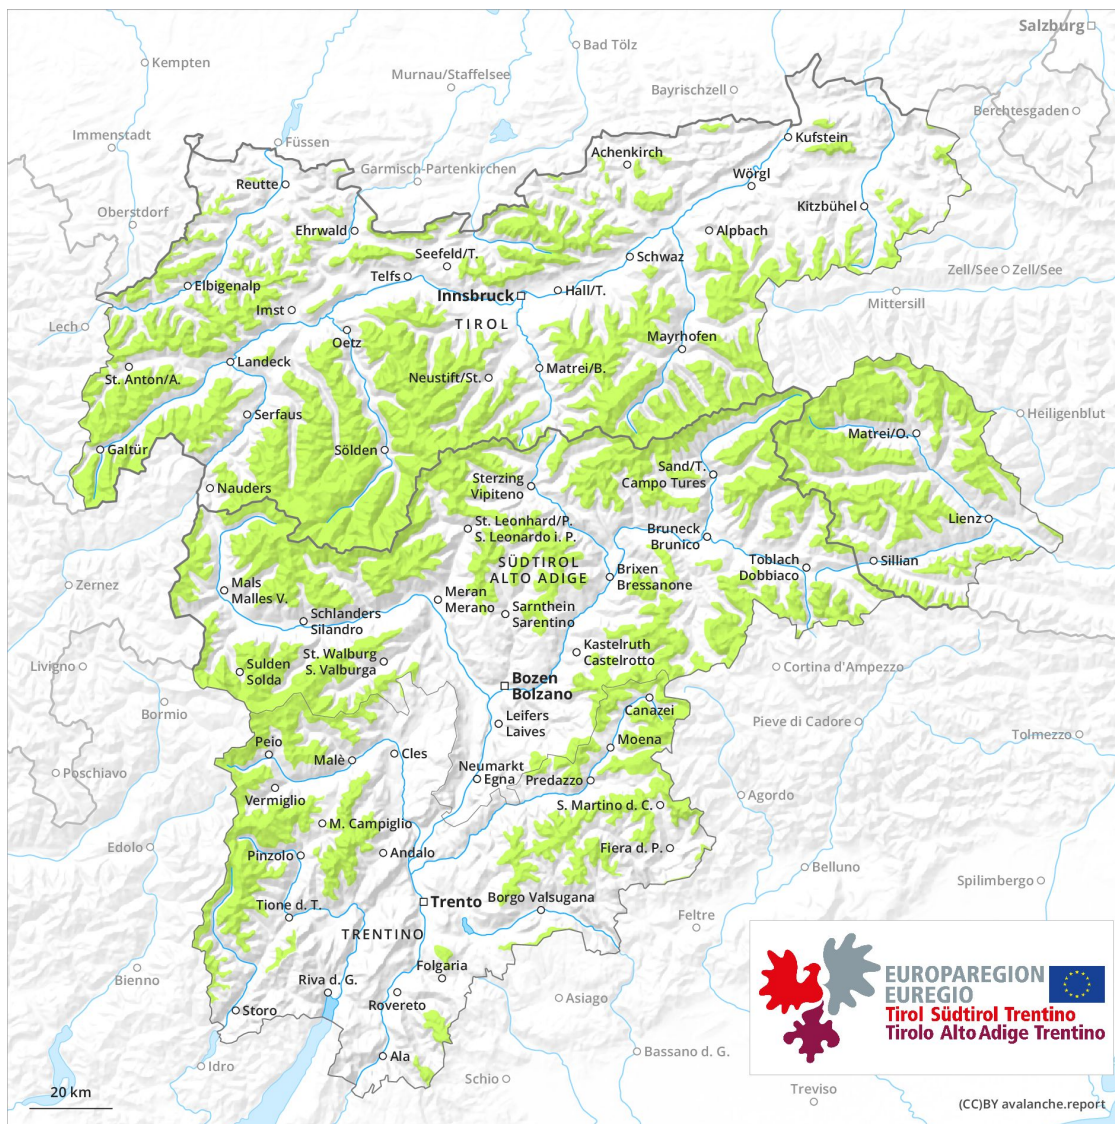 Salzburg
Bad Tölz
Kempten
Murnau/Staffelsee
Bayrischzell
Berchtesgaden
Immenstadt
Füssen
Kufstein
Achenkirch
Garmisch-Partenkirchen
Wörgl
Reutte
Kitzbühel
Oberstdorf
Ehrwald
Alpbach
Seefeld/T.
Schwaz
Telfs
Zell/See
Zell/See
Elbigenalp
Innsbruck
Hall/T.
Mittersill
Imst
TIROL
Lech
Oetz
Mayrhofen
Landeck
Matrei/B.
St. Anton/A.
Neustift/St.
Serfaus
Heiligenblut
Matrei/O.
Galtür
Sölden
Sand/T.
Campo Tures
Sterzing
Vipiteno
Nauders
St. Leonhard/P.
S. Leonardo i. P.
Lienz
Bruneck
Brunico
SÜDTIROL
ALTO ADIGE
Toblach
Dobbiaco
Sillian
Brixen
Bressanone
Zernez
Mals
Malles V.
Meran
Merano
Sarnthein
Sarentino
Schlanders
Silandro
Kastelruth
Castelrotto
St. Walburg
S. Valburga
Livigno
Sulden
Solda
Cortina d'Ampezzo
Bozen
Bolzano
Bormio
Canazei
Leifers
Laives
Pieve di Cadore
Tolmezzo
Peio
Moena
Cles
Malè
Neumarkt
Egna
Predazzo
Poschiavo
Vermiglio
S. Martino d. C.
Agordo
M. Campiglio
Edolo
Pinzolo
Andalo
Fiera d. P.
Belluno
Spilimbergo
Trento
Borgo Valsugana
Tione d. T.
Feltre
TRENTINO
Folgaria
Bienno
Riva d. G.
Rovereto
Asiago
Storo
EUROPAREGION
EUREGIO
Tirol Südtirol Trentino
Tirolo Alto Adige Trentino
Ala
Bassano d. G.
Idro
Schio
Treviso
20 km
(CC)BY avalanche.report